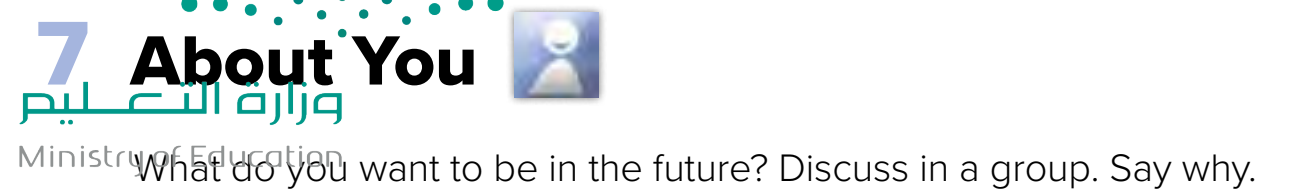 7 About You
وزارة التعليم
Ministry of Education
What do you want to be in the future? Discuss in a group. Say why.